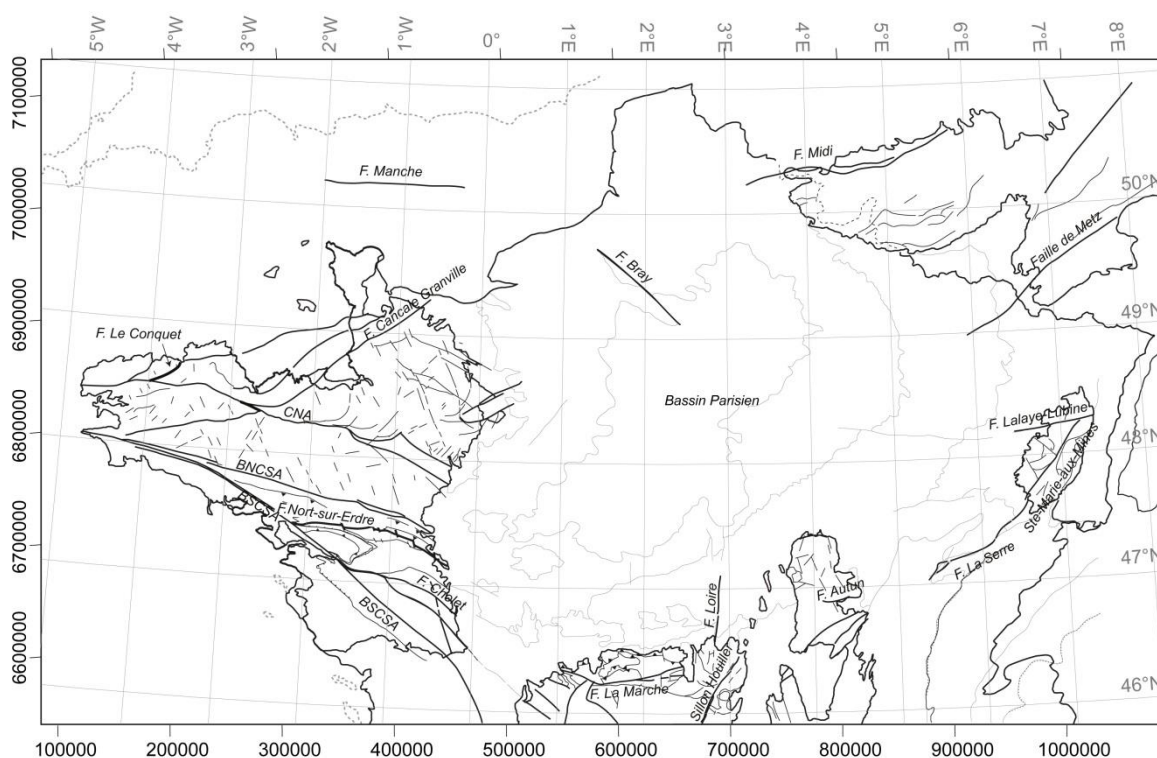 5°W 4°W 3°W 2°W 1°W 0° 1°E 2°E 3°E 4°E 5°E 6°E 7°E 8°E
7100000
F. Midi
F. Manche
50°N
7000000
Faille de Metz
F. Bray
6900000
F. Cancale Granville
49°N
F. Le Conquet
CNA
Bassin Parisien
F. Lalaye Lubine
6800000
48°N
BNCSA
Ste-Marie-aux-Mines
BSCSA
F.Nort-sur-Erdre
6700000
F. La Serre
47°N
F. Cholet
F. Autun
BSCSA
F. Loire
6600000
F. La Marche
Sillon Houiller
46°N
100000 200000 300000 400000 500000 600000 700000 800000 900000 1000000